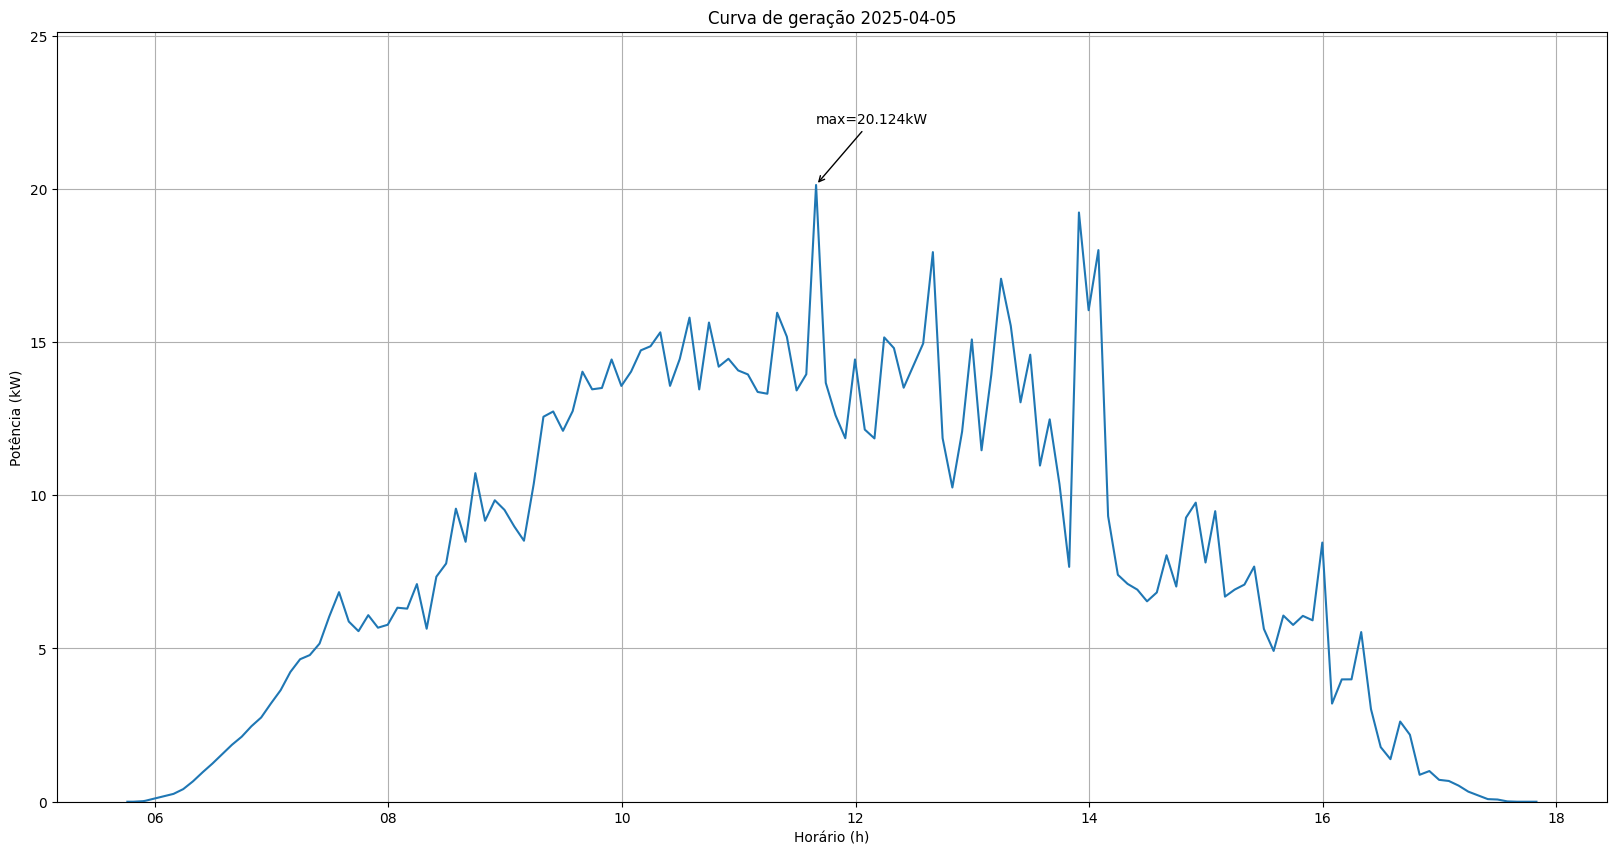 Curva de geração 2025-04-05
25
max=20.124kW
20
15
Potência (kW)
10
5
0
06 08 10 12 14 16 18
Horário (h)